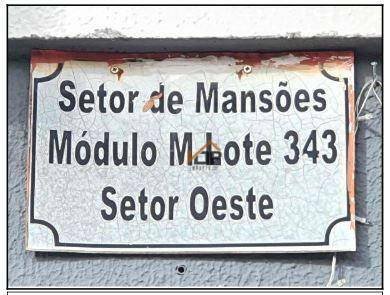 Setor de Mansões
Módulo M Lote 343
Setor Oeste